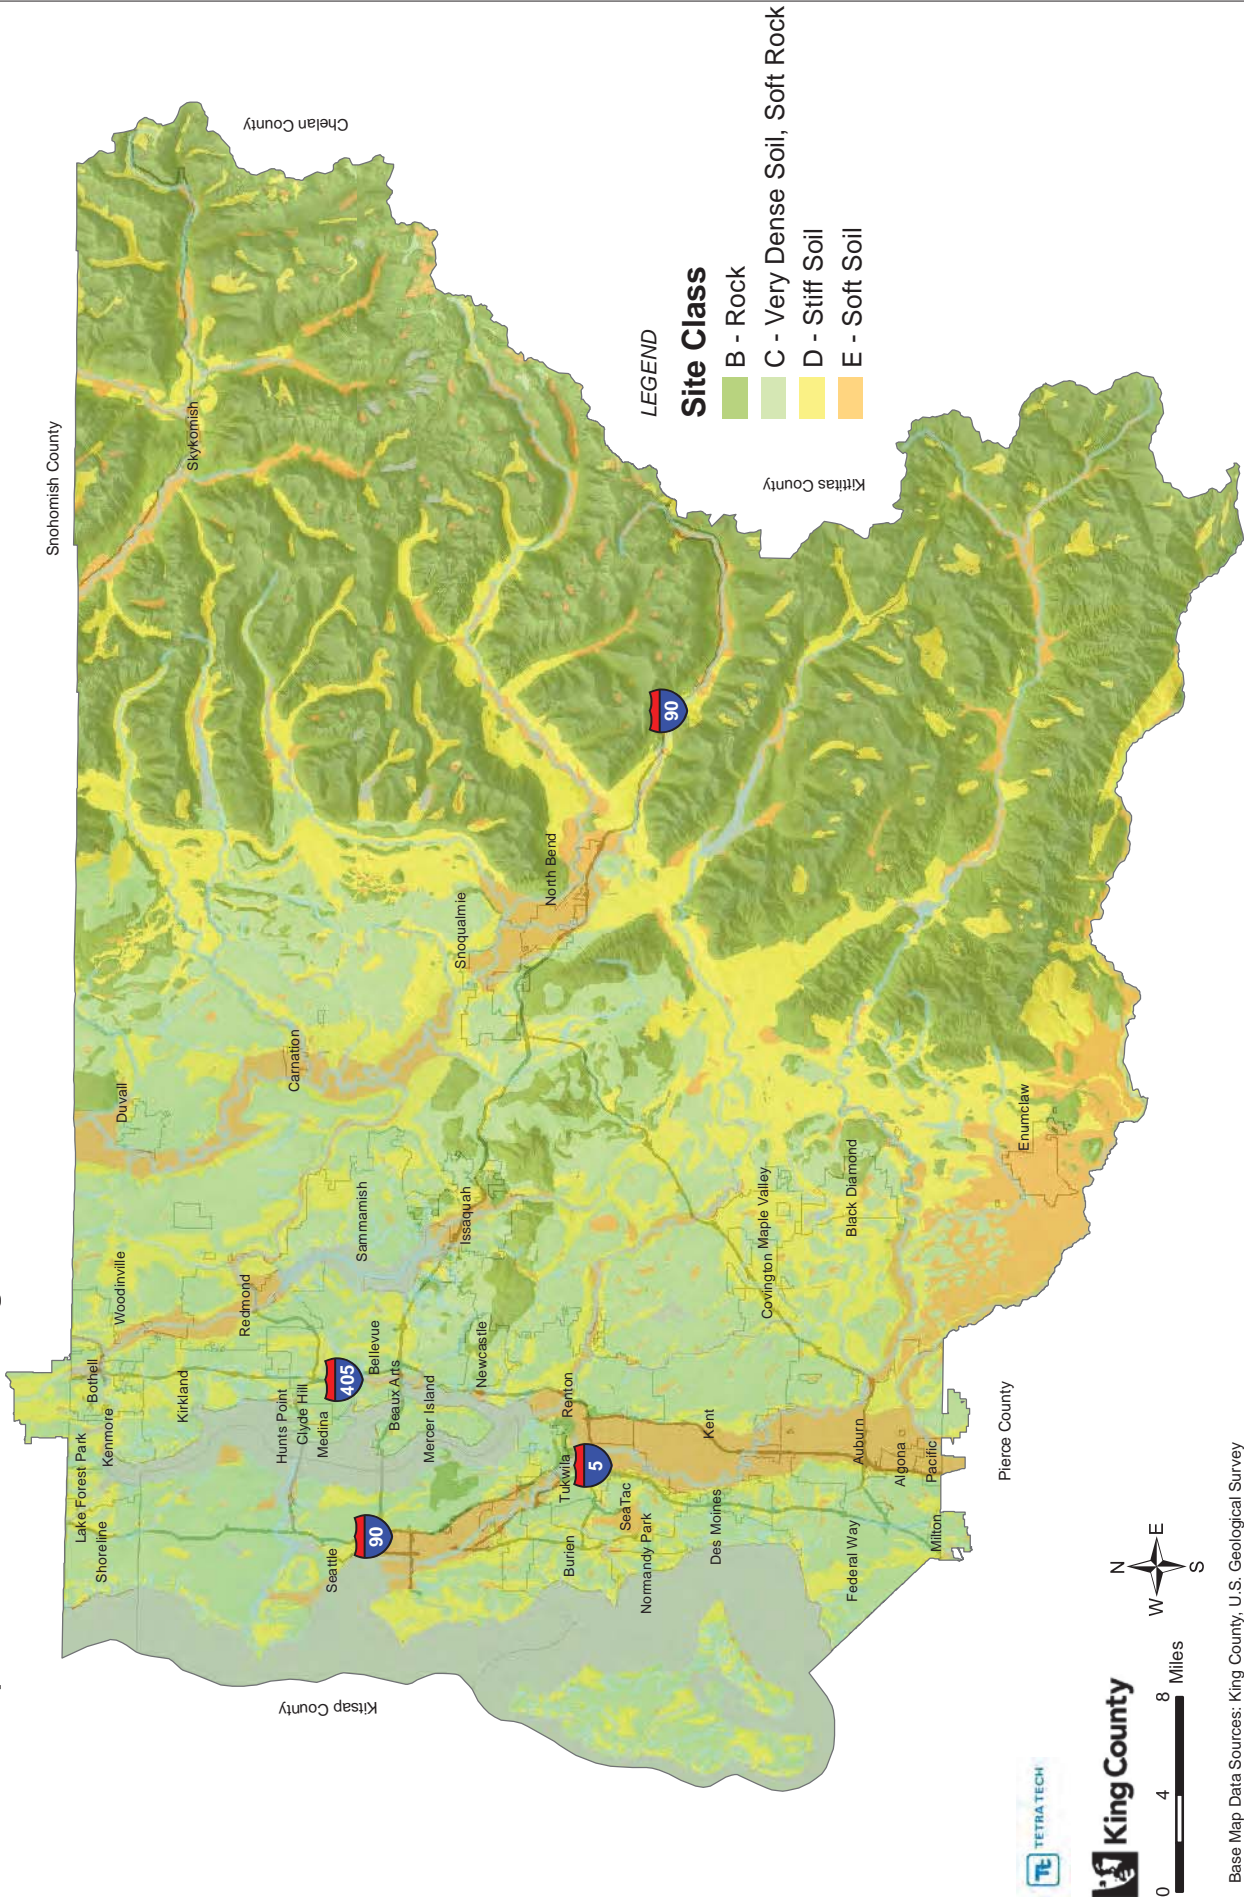 Snohomish County
Chelan County
Kittitas County
Pierce County
Kitsap County
Skykomish
Duvall
Carnation
Snoqualmie
North Bend
Woodinville
Redmond
Sammamish
Issaquah
Bothell
Kenmore
Lake Forest Park
Shoreline
Kirkland
Hunts Point
Clyde Hill
Medina
Bellevue
Beaux Arts
Mercer Island
Newcastle
Seattle
Renton
Tukwila
Burien
SeaTac
Normandy Park
Kent
Des Moines
Covington
Maple Valley
Black Diamond
Enumclaw
Auburn
Algona
Pacific
Federal Way
Milton
405
90
90
5
LEGEND
Site Class
B - Rock
C - Very Dense Soil, Soft Rock
D - Stiff Soil
E - Soft Soil
N
W
E
S
TETRA TECH
King County
0 4 8
Miles
Base Map Data Sources: King County, U.S. Geological Survey